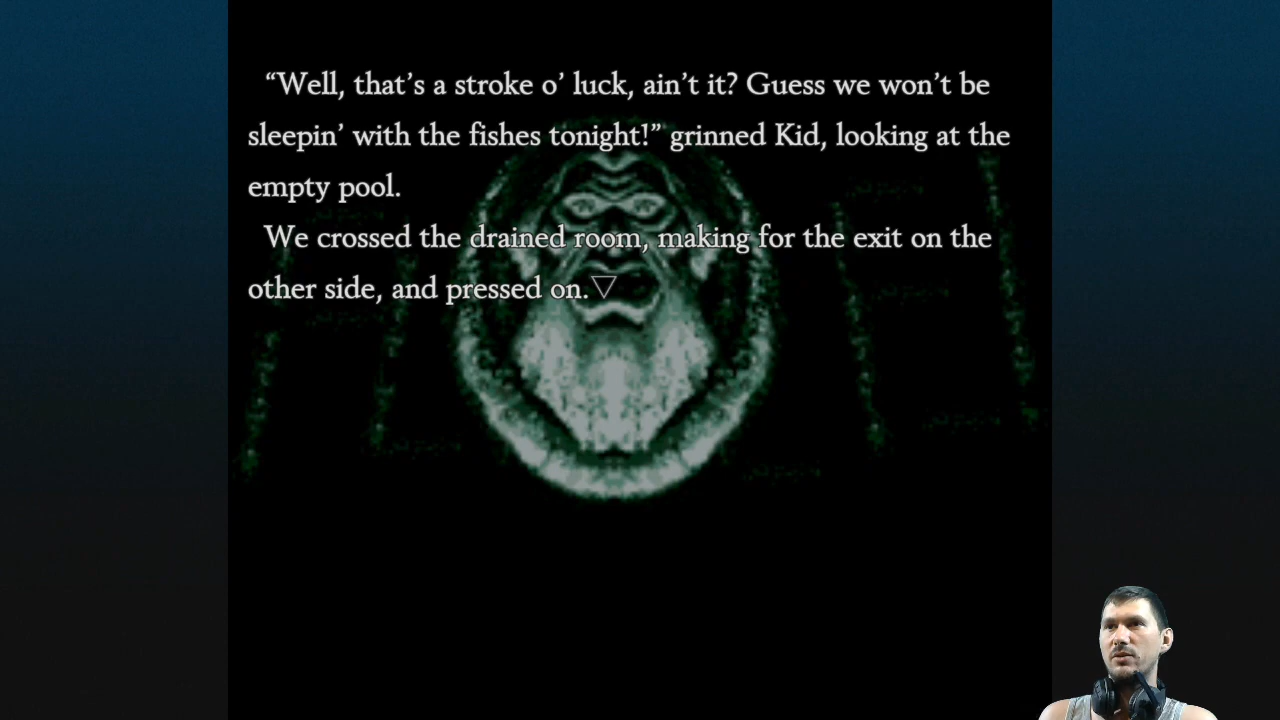 “Well, that’s a stroke o’ luck, ain’t it? Guess we won’t be
sleepin’ with the fishes tonight!” grinned Kid, looking at the
empty pool.
We crossed the drained room, making for the exit on the
other side, and pressed on.▽